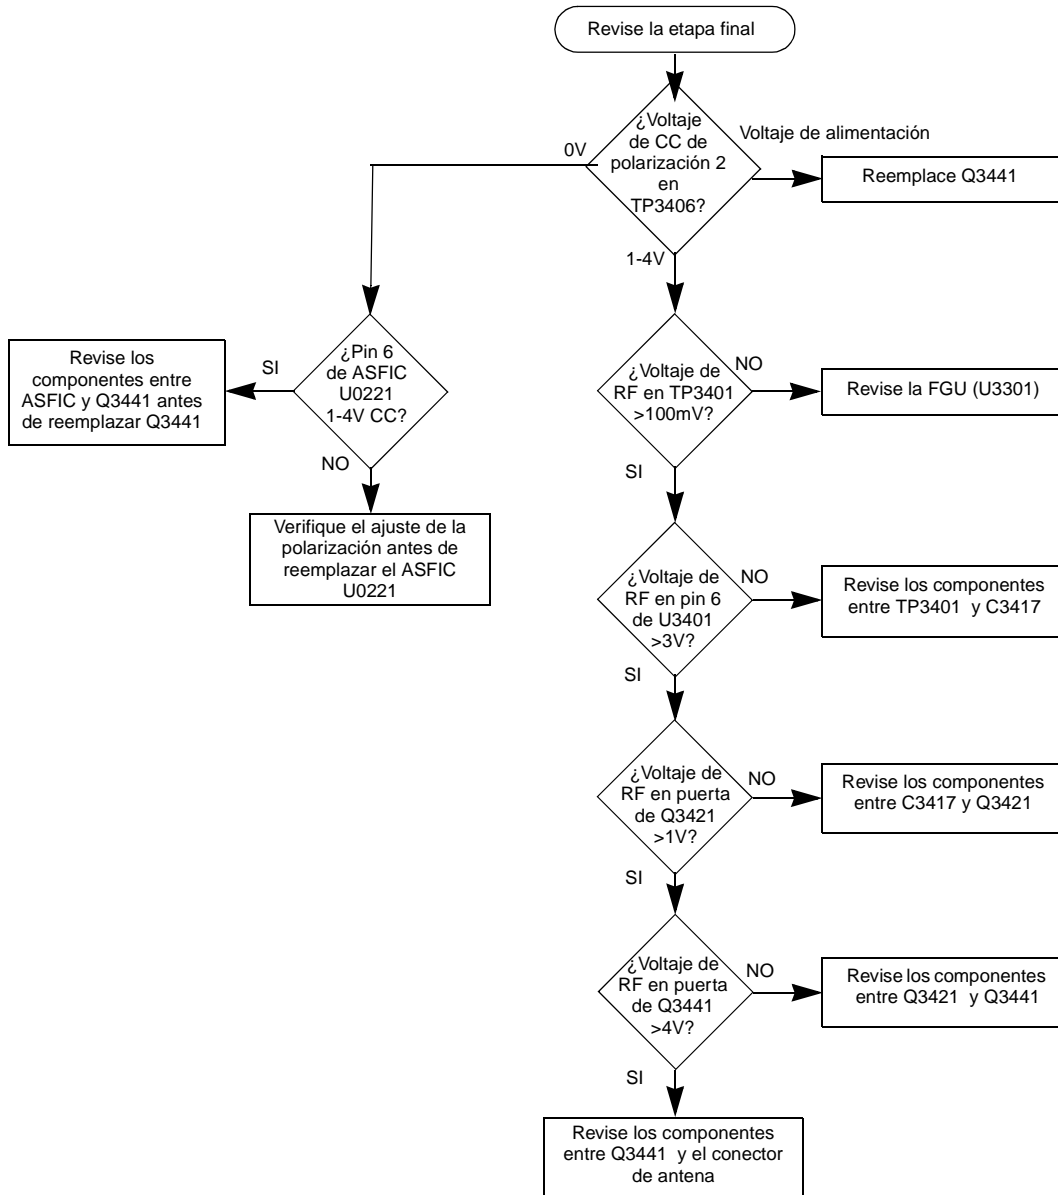 Revise la etapa final
¿Voltaje
de CC de
polarización 2
en
TP3406?
0V
Voltaje de alimentación
Reemplace Q3441
1-4V
¿Pin 6
de ASFIC
U0221
1-4V CC?
SI
Revise los
componentes entre
ASFIC y Q3441 antes
de reemplazar Q3441
NO
Verifique el ajuste de la
polarización antes de
reemplazar el ASFIC
U0221
¿Voltaje de
RF en TP3401
>100mV?
NO
Revise la FGU (U3301)
SI
¿Voltaje de
RF en pin 6
de U3401
>3V?
NO
Revise los componentes
entre TP3401 y C3417
SI
¿Voltaje de
RF en puerta
de Q3421
>1V?
NO
Revise los componentes
entre C3417 y Q3421
SI
¿Voltaje de
RF en puerta
de Q3441
>4V?
NO
Revise los componentes
entre Q3421 y Q3441
SI
Revise los componentes
entre Q3441 y el conector
de antena